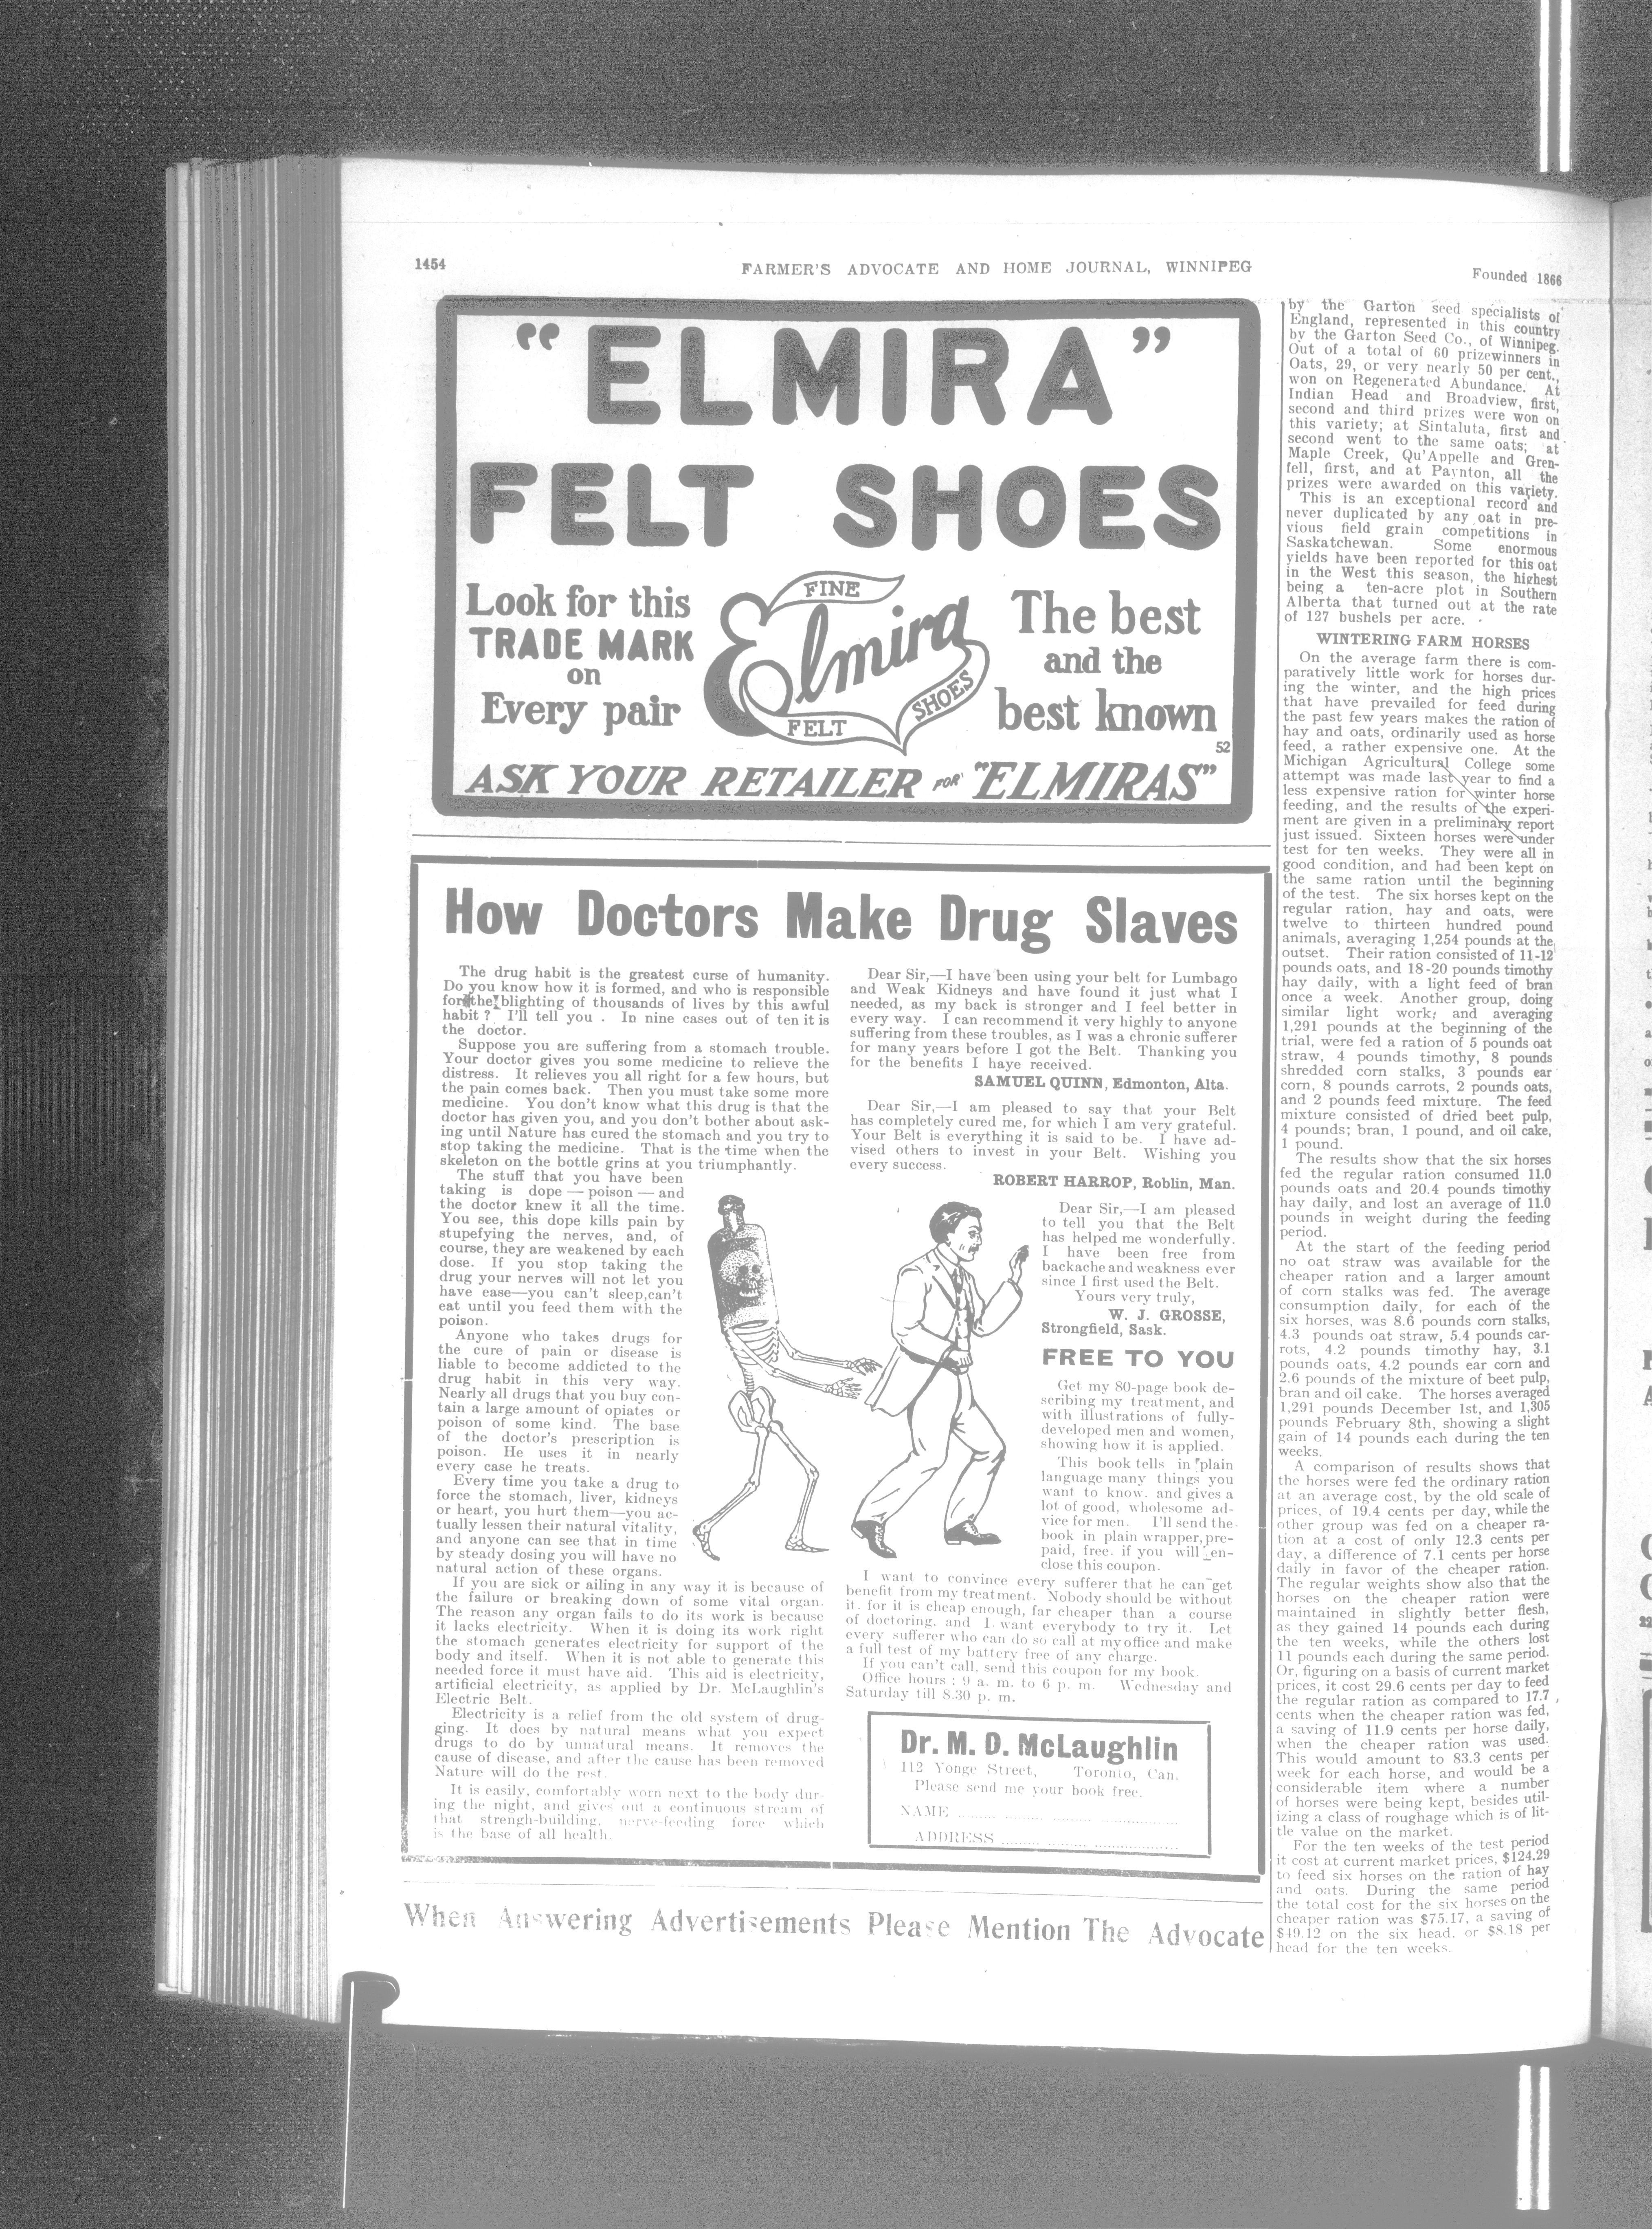 1454
FARMER'S ADVOCATE AND HOME JOURNAL, WINNIPEG
Founded 1866
"ELMIRA"
FELT SHOES
Look for this
TRADE MARK
on
Every pair
FINE
Elmira
FELT
SHOES
The best
and the
best known
52
ASK YOUR RETAILER FOR "ELMIRAS"
How Doctors Make Drug Slaves
The drug habit is the greatest curse of humanity.
Do you know how it is formed, and who is responsible
for the blighting of thousands of lives by this awful
habit? I'll tell you. In nine cases out of ten it is
the doctor.
Suppose you are suffering from a stomach trouble.
Your doctor gives you some medicine to relieve the
distress. It relieves you all right for a few hours, but
the pain comes back. Then you must take some more
medicine. You don't know what this drug is that the
doctor has given you, and you don't bother about ask-
ing until Nature has cured the stomach and you try to
stop taking the medicine. That is the time when the
skeleton on the bottle grins at you triumphantly.
The stuff that you have been
taking is dope — poison — and
the doctor knew it all the time.
You see, this dope kills pain by
stupefying the nerves, and, of
course, they are weakened by each
dose. If you stop taking the
drug your nerves will not let you
have ease—you can't sleep,can't
eat until you feed them with the
poison.
Anyone who takes drugs for
the cure of pain or disease is
liable to become addicted to the
drug habit in this very way.
Nearly all drugs that you buy con-
tain a large amount of opiates or
poison of some kind. The base
of the doctor's prescription is
poison. He uses it in nearly
every case he treats.
Every time you take a drug to
force the stomach, liver, kidneys
or heart, you hurt them—you ac-
tually lessen their natural vitality,
and anyone can see that in time
by steady dosing you will have no
natural action of these organs.
If you are sick or ailing in any way it is because of
the failure or breaking down of some vital organ.
The reason any organ fails to do its work is because
it lacks electricity. When it is doing its work right
the stomach generates electricity for support of the
body and itself. When it is not able to generate this
needed force it must have aid. This aid is electricity,
artificial electricity, as applied by Dr. McLaughlin's
Electric Belt.
Electricity is a relief from the old system of drug-
ging. It does by natural means what you expect
drugs to do by unnatural means. It removes the
cause of disease, and after the cause has been removed
Nature will do the rest.
It is easily, comfortably worn next to the body dur-
ing the night, and gives out a continuous stream of
that strengh-building, nerve-feeding force which
is the base of all health.
Dear Sir,—I have been using your belt for Lumbago
and Weak Kidneys and have found it just what I
needed, as my back is stronger and I feel better in
every way. I can recommend it very highly to anyone
suffering from these troubles, as I was a chronic sufferer
for many years before I got the Belt. Thanking you
for the benefits I haye received.
SAMUEL QUINN, Edmonton, Alta.
Dear Sir,—I am pleased to say that your Belt
has completely cured me, for which I am very grateful.
Your Belt is everything it is said to be. I have ad-
vised others to invest in your Belt. Wishing you
every success.
ROBERT HARROP, Roblin, Man.
Dear Sir,—I am pleased
to tell you that the Belt
has helped me wonderfully.
I have been free from
backache and weakness ever
since I first used the Belt.
Yours very truly,
W. J. GROSSE,
Strongfield, Sask.
FREE TO YOU
Get my 80-page book de-
scribing my treatment, and
with illustrations of fully-
developed men and women,
showing how it is applied.
This book tells in plain
language many things you
want to know, and gives a
lot of good, wholesome ad-
vice for men. I'll send the
book in plain wrapper,pre-
paid, free, if you will en-
close this coupon.
I want to convince every sufferer that he can get
benefit from my treatment. Nobody should be without
it, for it is cheap enough, far cheaper than a course
of doctoring, and I want everybody to try it. Let
every sufferer who can do so call at my office and make
a full test of my battery free of any charge.
If you can't call, send this coupon for my book.
Office hours: 9 a. m. to 6 p. m. Wednesday and
Saturday till 8.30 p. m.
Dr. M. D. McLaughlin
112 Yonge Street, Toronto, Can.
Please send me your book free.
NAME
ADDRESS
When Answering Advertisements Please Mention The Advocate
by the Garton seed specialists of
England, represented in this country
by the Garton Seed Co., of Winnipeg.
Out of a total of 60 prizewinners in
Oats, 29, or very nearly 50 per cent.,
won on Regenerated Abundance. At
Indian Head and Broadview, first,
second and third prizes were won on
this variety; at Sintaluta, first and
second went to the same oats; at
Maple Creek, Qu'Appelle and Gren-
fell, first, and at Paynton, all the
prizes were awarded on this variety.
This is an exceptional record and
never duplicated by any oat in pre-
vious field grain competitions in
Saskatchewan. Some enormous
yields have been reported for this oat
in the West this season, the highest
being a ten-acre plot in Southern
Alberta that turned out at the rate
of 127 bushels per acre.
WINTERING FARM HORSES
On the average farm there is com-
paratively little work for horses dur-
ing the winter, and the high prices
that have prevailed for feed during
the past few years makes the ration of
hay and oats, ordinarily used as horse
feed, a rather expensive one. At the
Michigan Agricultural College some
attempt was made last year to find a
less expensive ration for winter horse
feeding, and the results of the experi-
ment are given in a preliminary report
just issued. Sixteen horses were under
test for ten weeks. They were all in
good condition, and had been kept on
the same ration until the beginning
of the test. The six horses kept on the
regular ration, hay and oats, were
twelve to thirteen hundred pound
animals, averaging 1,254 pounds at the
outset. Their ration consisted of 11-12
pounds oats, and 18-20 pounds timothy
hay daily, with a light feed of bran
once a week. Another group, doing
similar light work; and averaging
1,291 pounds at the beginning of the
trial, were fed a ration of 5 pounds oat
straw, 4 pounds timothy, 8 pounds
shredded corn stalks, 3 pounds ear
corn, 8 pounds carrots, 2 pounds oats,
and 2 pounds feed mixture. The feed
mixture consisted of dried beet pulp,
4 pounds; bran, 1 pound, and oil cake,
1 pound.
The results show that the six horses
fed the regular ration consumed 11.0
pounds oats and 20.4 pounds timothy
hay daily, and lost an average of 11.0
pounds in weight during the feeding
period.
At the start of the feeding period
no oat straw was available for the
cheaper ration and a larger amount
of corn stalks was fed. The average
consumption daily, for each of the
six horses, was 8.6 pounds corn stalks,
4.3 pounds oat straw, 5.4 pounds car-
rots, 4.2 pounds timothy hay, 3.1
pounds oats, 4.2 pounds ear corn and
2.6 pounds of the mixture of beet pulp,
bran and oil cake. The horses averaged
1,291 pounds December 1st, and 1,305
pounds February 8th, showing a slight
gain of 14 pounds each during the ten
weeks.
A comparison of results shows that
the horses were fed the ordinary ration
at an average cost, by the old scale of
prices, of 19.4 cents per day, while the
other group was fed on a cheaper ra-
tion at a cost of only 12.3 cents per
day, a difference of 7.1 cents per horse
daily in favor of the cheaper ration.
The regular weights show also that the
horses on the cheaper ration were
maintained in slightly better flesh,
as they gained 14 pounds each during
the ten weeks, while the others lost
11 pounds each during the same period.
Or, figuring on a basis of current market
prices, it cost 29.6 cents per day to feed
the regular ration as compared to 17.7
cents when the cheaper ration was fed,
a saving of 11.9 cents per horse daily,
when the cheaper ration was used.
This would amount to 83.3 cents per
week for each horse, and would be a
considerable item where a number
of horses were being kept, besides util-
izing a class of roughage which is of lit-
tle value on the market.
For the ten weeks of the test period
it cost at current market prices, $124.29
to feed six horses on the ration of hay
and oats. During the same period
the total cost for the six horses on the
cheaper ration was $75.17, a saving of
$49.12 on the six head, or $8.18 per
head for the ten weeks.